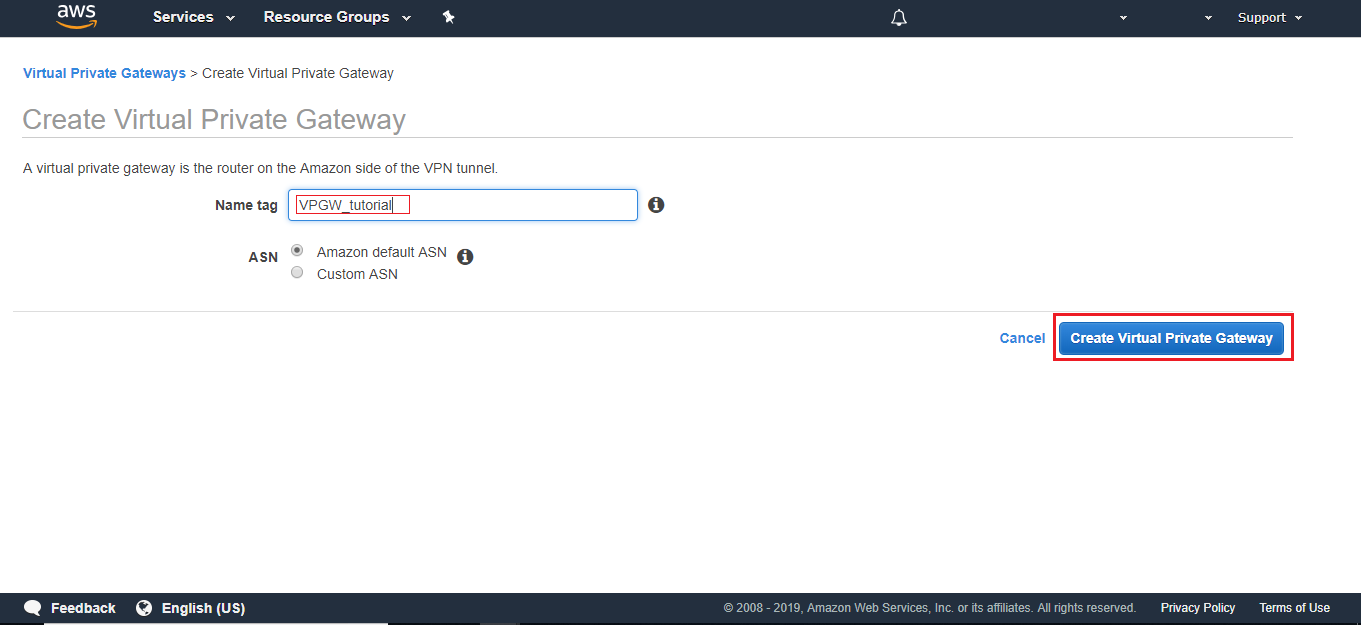 aws Services Resource Groups Support
Virtual Private Gateways > Create Virtual Private Gateway
Create Virtual Private Gateway
A virtual private gateway is the router on the Amazon side of the VPN tunnel.
Name tag VPGW_tutorial
ASN Amazon default ASN
Custom ASN
Cancel Create Virtual Private Gateway
Feedback English (US) © 2008 - 2019, Amazon Web Services, Inc. or its affiliates. All rights reserved. Privacy Policy Terms of Use